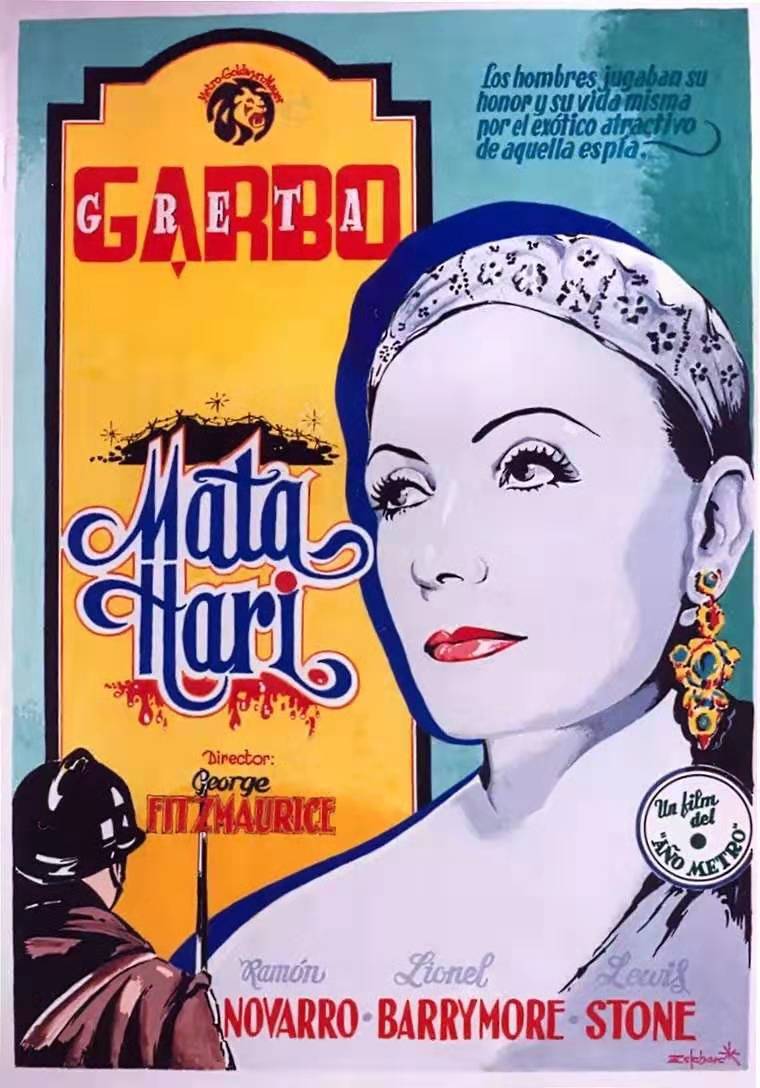 Metro-Goldwyn-Mayer
GRETA
GARBO
Los hombres jugaban su
honor y su vida misma
por el exótico atractivo
de aquella espía.
Mata
Hari
Director:
George
FITZMAURICE
Un film
del
"AÑO METRO"
Ramón Lionel Lewis
NOVARRO · BARRYMORE · STONE